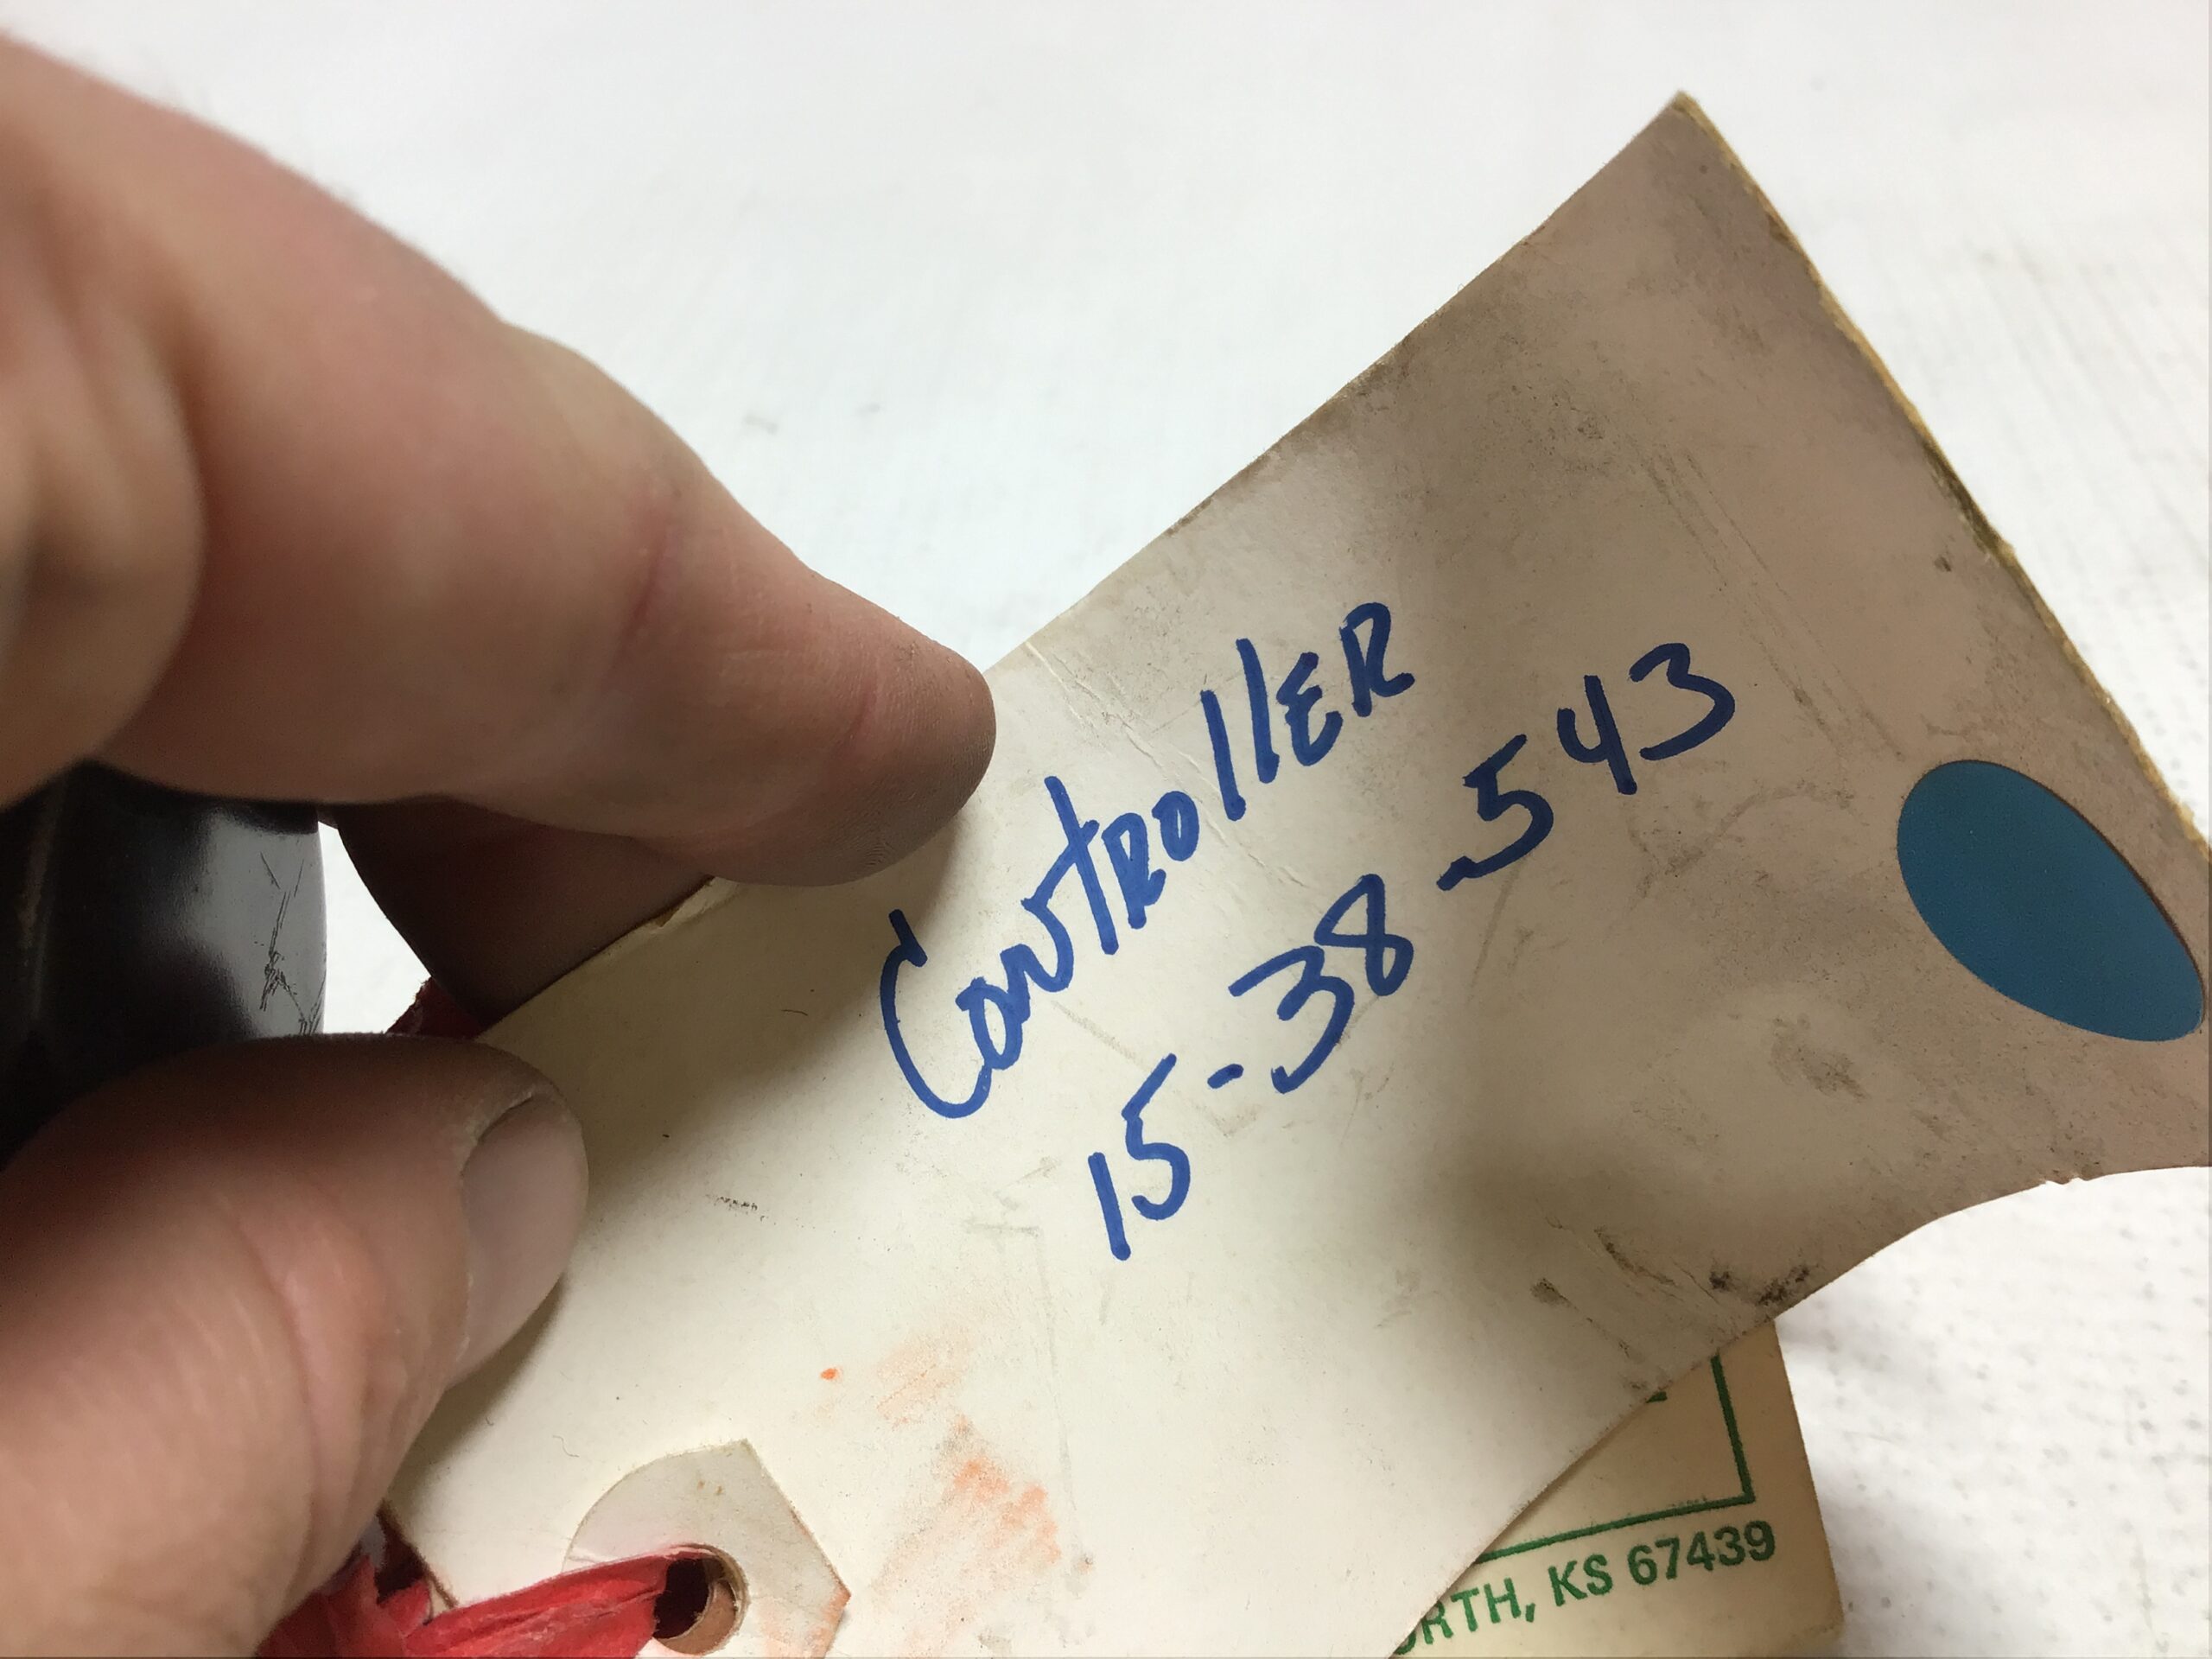 ControllER
15-38-543
RTH, KS 67439